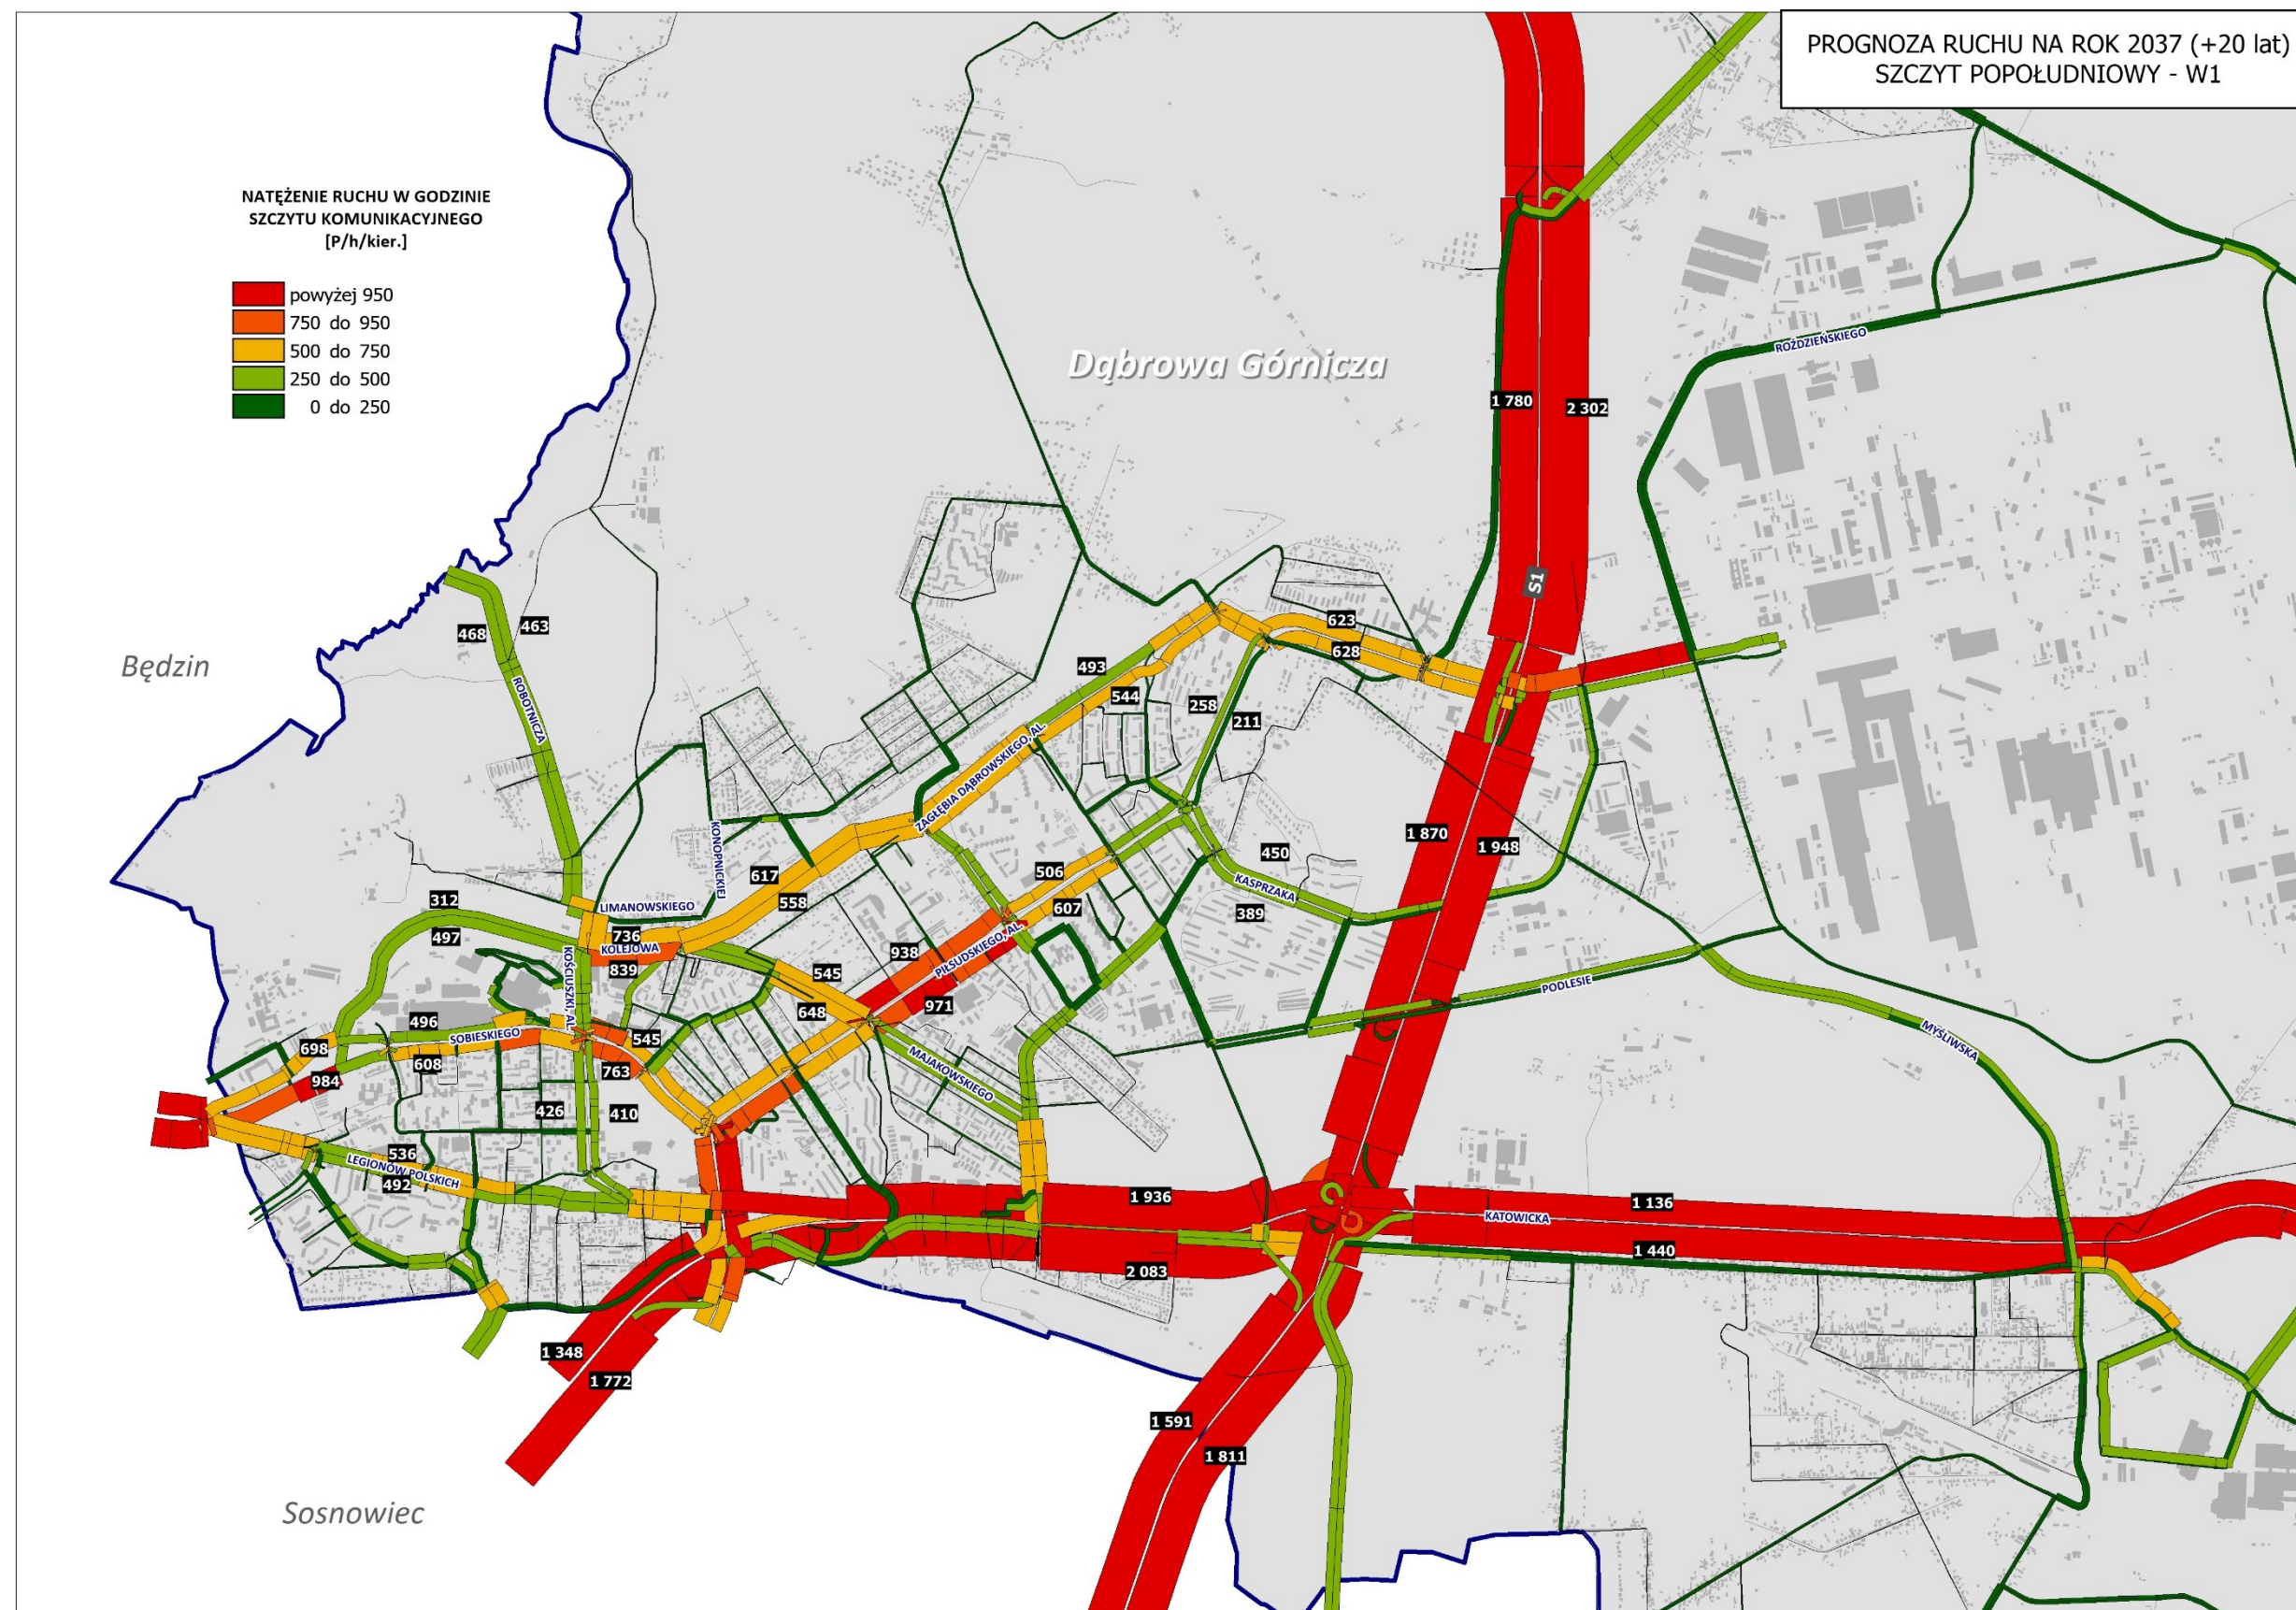 PROGNOZA RUCHU NA ROK 2037 (+20 lat)
SZCZYT POPOŁUDNIOWY - W1
NATĘŻENIE RUCHU W GODZINIE
SZCZYTU KOMUNIKACYJNEGO
[P/h/kier.]
powyżej 950
750 do 950
500 do 750
250 do 500
0 do 250
Dąbrowa Górnicza
ROŹDZIEŃSKIEGO
1 780
2 302
S1
Będzin
468
463
ROBOTNICZA
623
628
493
544
258
211
ZAGŁĘBIA DĄBROWSKIEGO, AL.
KONOPNICKIEJ
1 870
1 948
450
KASPRZAKA
389
617
558
506
607
312
497
LIMANOWSKIEGO
736
KOLEJOWA
839
KOŚCIUSZKI, AL.
938
PIŁSUDSKIEGO, AL.
971
545
648
PODLESIE
MYŚLIWSKA
496
SOBIESKIEGO
698
608
984
545
763
MAJAKOWSKIEGO
426
410
536
LEGIONÓW POLSKICH
492
1 936
2 083
1 136
KATOWICKA
1 440
1 348
1 772
1 591
1 811
Sosnowiec